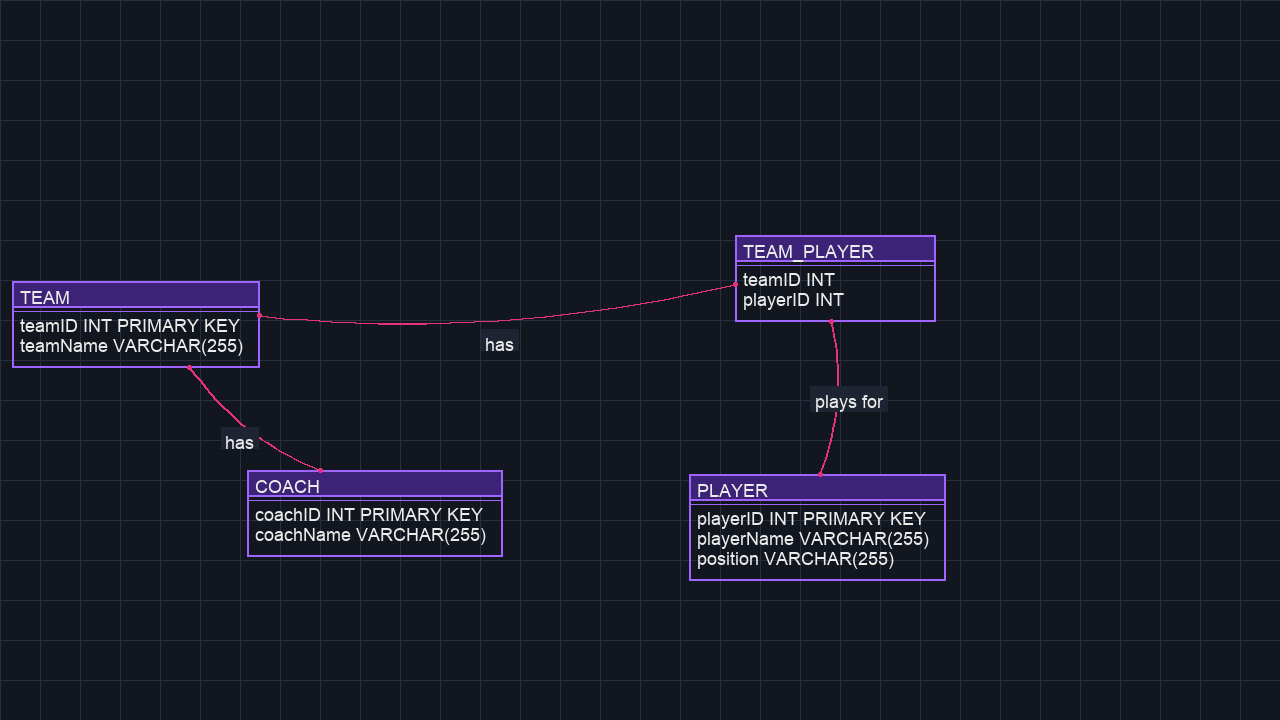 TEAM_PLAYER
teamID INT
playerID INT
TEAM
teamID INT PRIMARY KEY
teamName VARCHAR(255)
has
plays for
has
COACH
coachID INT PRIMARY KEY
coachName VARCHAR(255)
PLAYER
playerID INT PRIMARY KEY
playerName VARCHAR(255)
position VARCHAR(255)